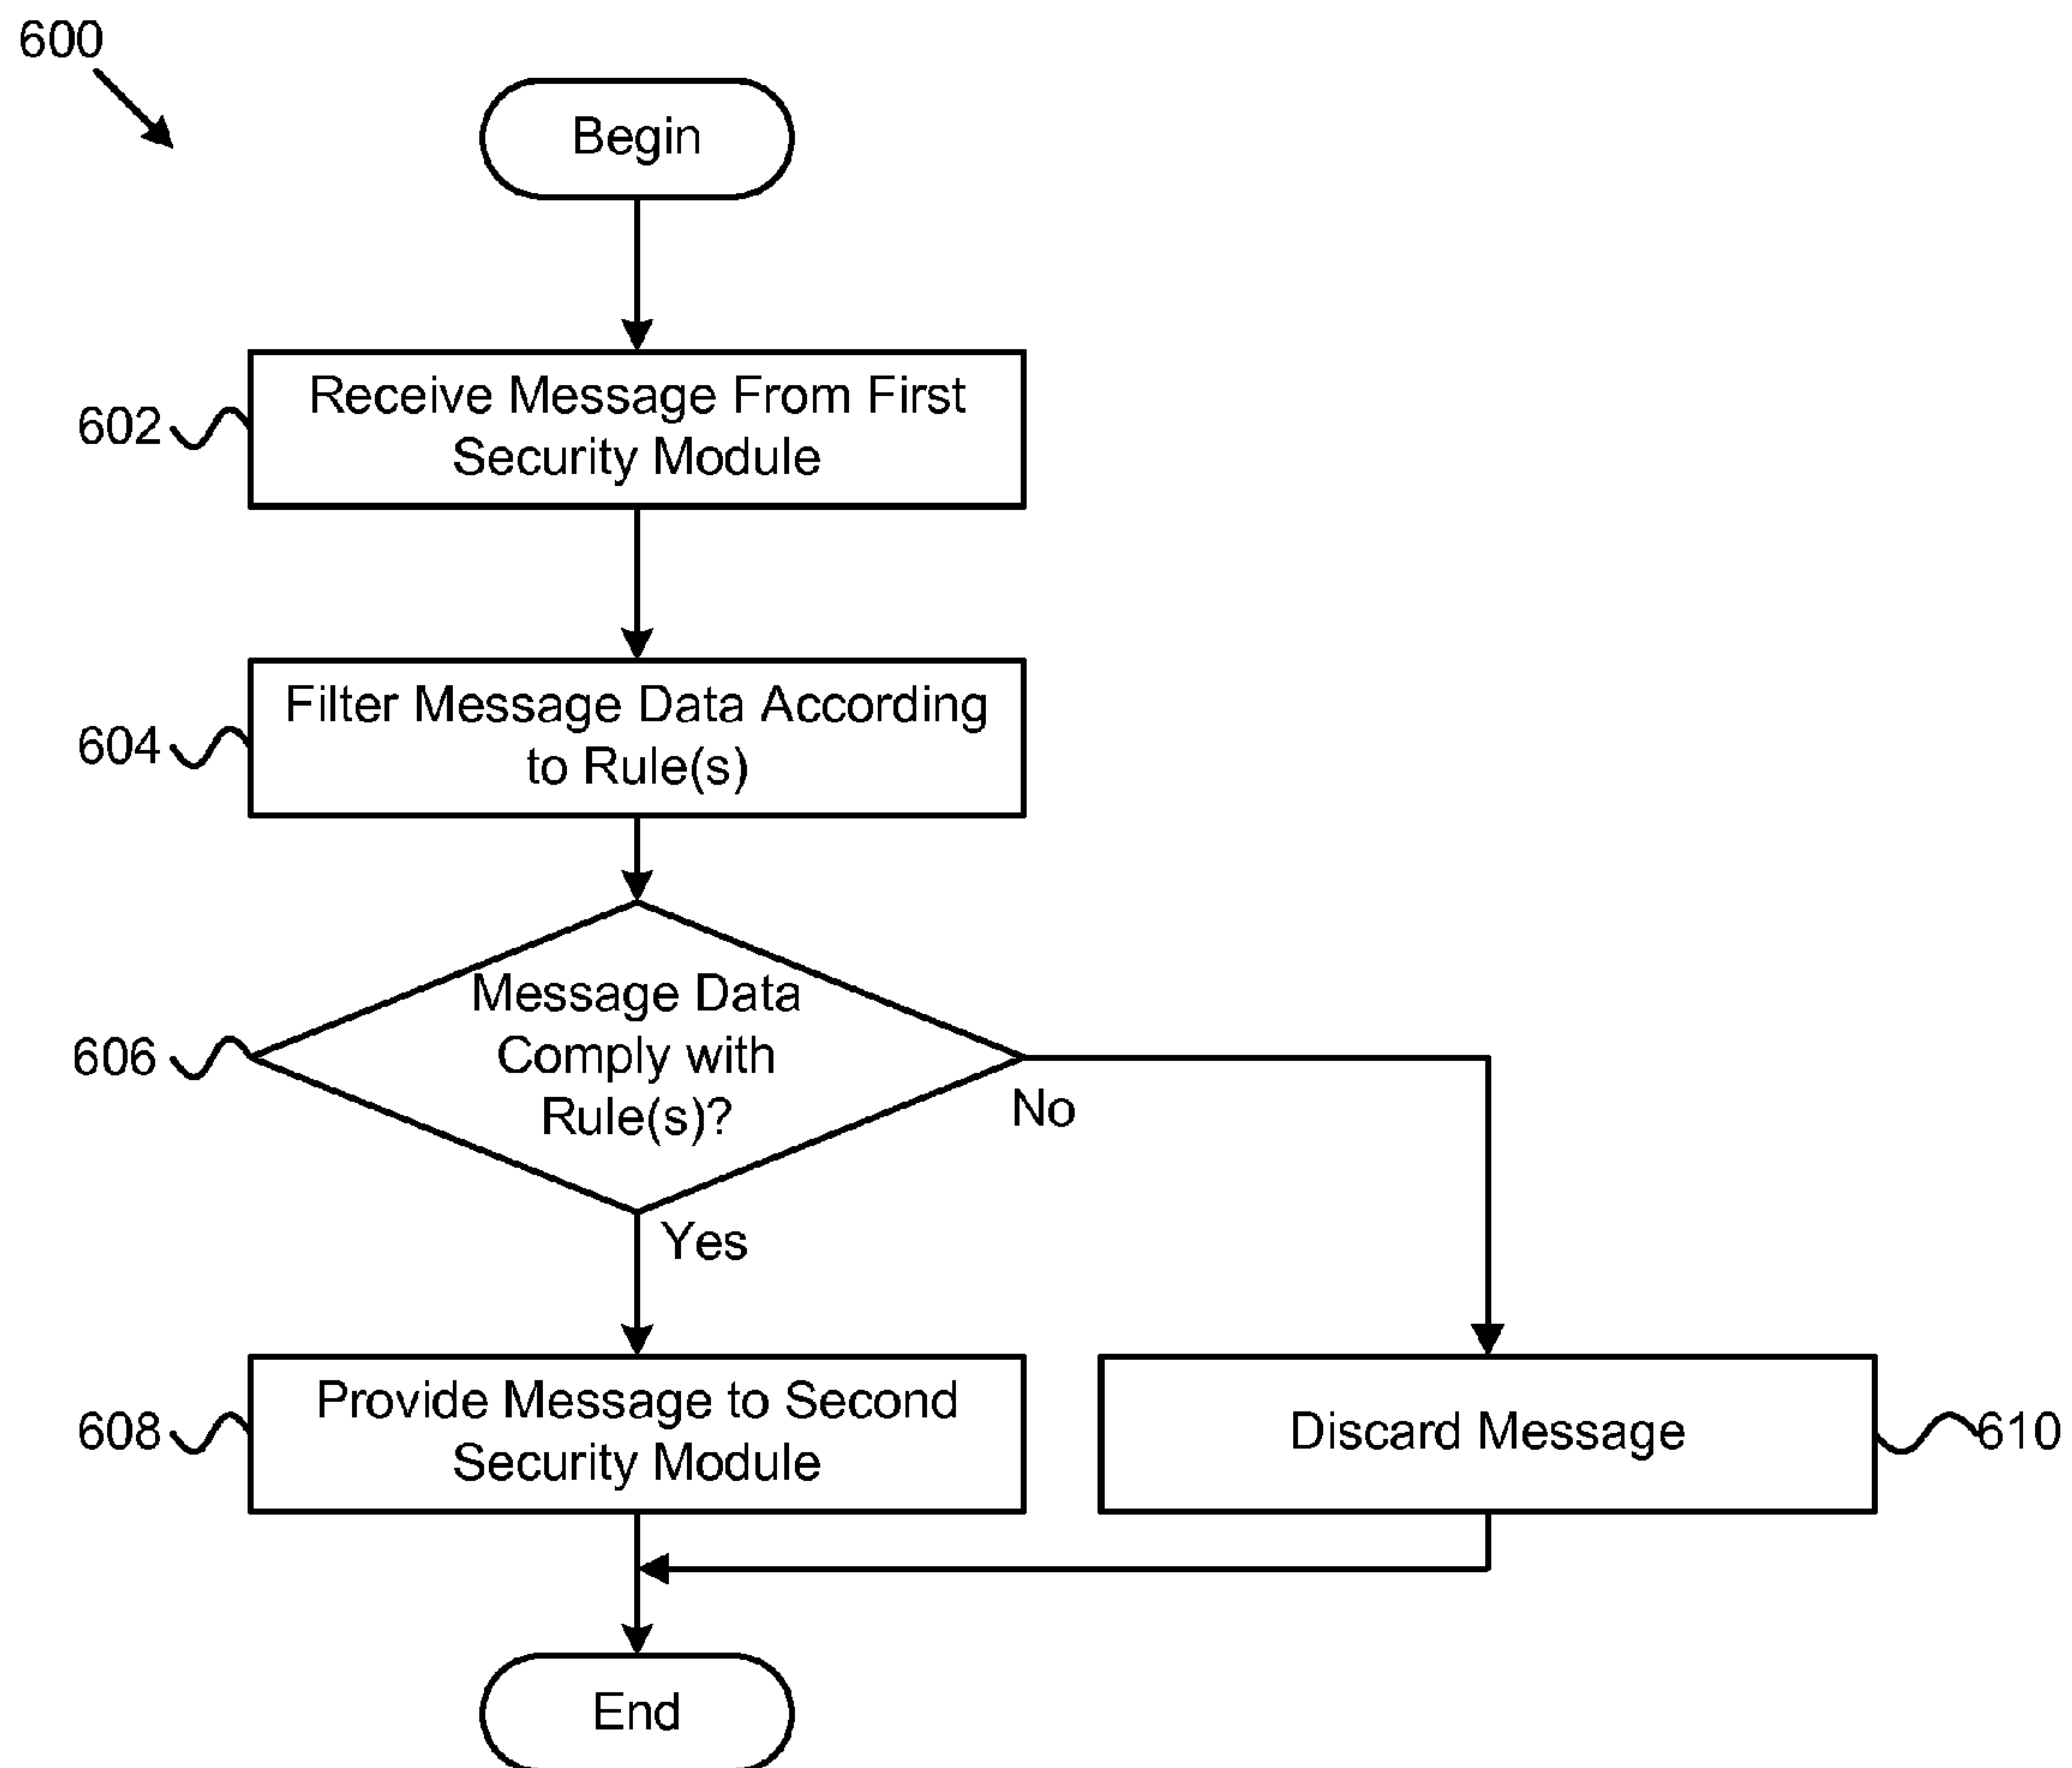 600
Begin
602
Receive Message From First
Security Module
604
Filter Message Data According
to Rule(s)
606
Message Data
Comply with
Rule(s)?
No
Yes
608
Provide Message to Second
Security Module
Discard Message
610
End